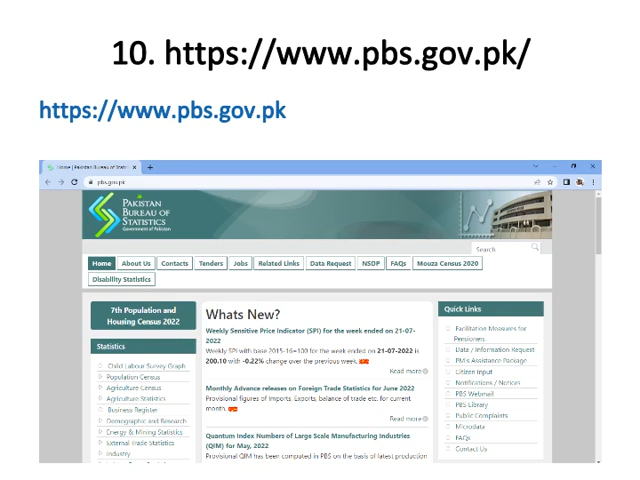 10. https://www.pbs.gov.pk/
https://www.pbs.gov.pk
Home | Pakistan Bureau of Statis
pbs.gov.pk
PAKISTAN
BUREAU OF
STATISTICS
Government of Pakistan
Search
Home
About Us
Contacts
Tenders
Jobs
Related Links
Data Request
NSDP
FAQs
Mouza Census 2020
Disability Statistics
7th Population and
Housing Census 2022
Statistics
Child Labour Survey Graph
Population Census
Agriculture Census
Agriculture Statistics
Business Register
Demographic and Research
Energy & Mining Statistics
External Trade Statistics
Industry
Whats New?
Weekly Sensitive Price Indicator (SPI) for the week ended on 21-07-
2022
Weekly SPI with base 2015-16=100 for the week ended on 21-07-2022 is
200.10 with -0.22% change over the previous week.
Read more
Monthly Advance releases on Foreign Trade Statistics for June 2022
Provisional figures of Imports, Exports, balance of trade etc. for current
month.
Read more
Quantum Index Numbers of Large Scale Manufacturing Industries
(QIM) for May, 2022
Provisional QIM has been computed in PBS on the basis of latest production
Quick Links
Facilitation Measures for
Pensioners
Data / Information Request
PM's Assistance Package
Citizen Input
Notifications / Notices
PBS Webmail
PBS Library
Public Complaints
Microdata
FAQs
Contact Us